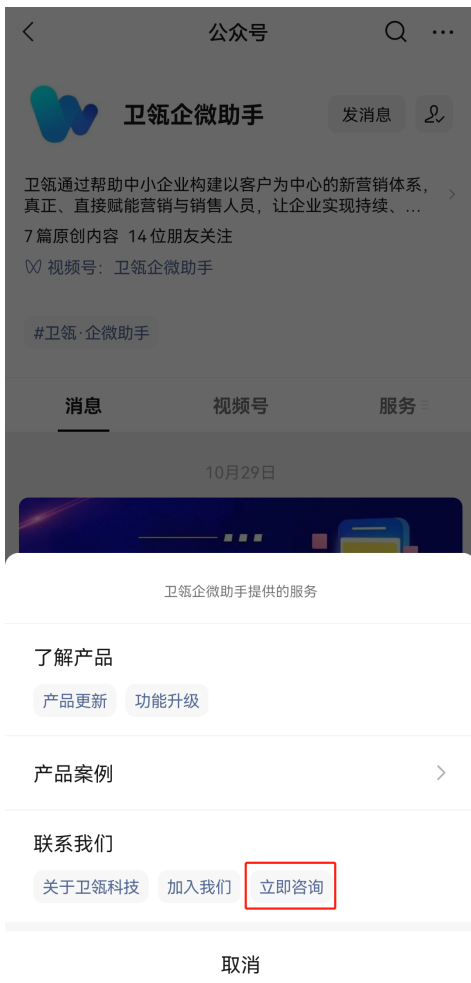 公众号
卫瓴企微助手
发消息
卫瓴通过帮助中小企业构建以客户为中心的新营销体系，
真正、直接赋能营销与销售人员，让企业实现持续、...
7篇原创内容 14位朋友关注
视频号：卫瓴企微助手
#卫瓴·企微助手
消息 视频号 服务
10月29日
卫瓴企微助手提供的服务
了解产品
产品更新 功能升级
产品案例
联系我们
关于卫瓴科技 加入我们 立即咨询
取消